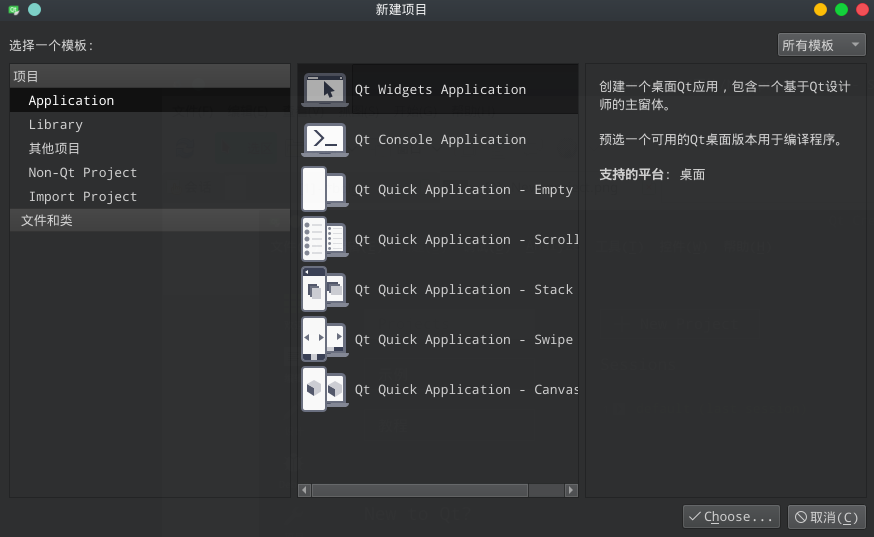 新建项目
选择一个模板:
所有模板
项目
Application
Library
其他项目
Non-Qt Project
Import Project
文件和类
Qt Widgets Application
Qt Console Application
Qt Quick Application - Empty
Qt Quick Application - Scroll
Qt Quick Application - Stack
Qt Quick Application - Swipe
Qt Quick Application - Canvas
创建一个桌面Qt应用，包含一个基于Qt设计
师的主窗体。
预选一个可用的Qt桌面版本用于编译程序。
支持的平台: 桌面
Choose...
取消(C)